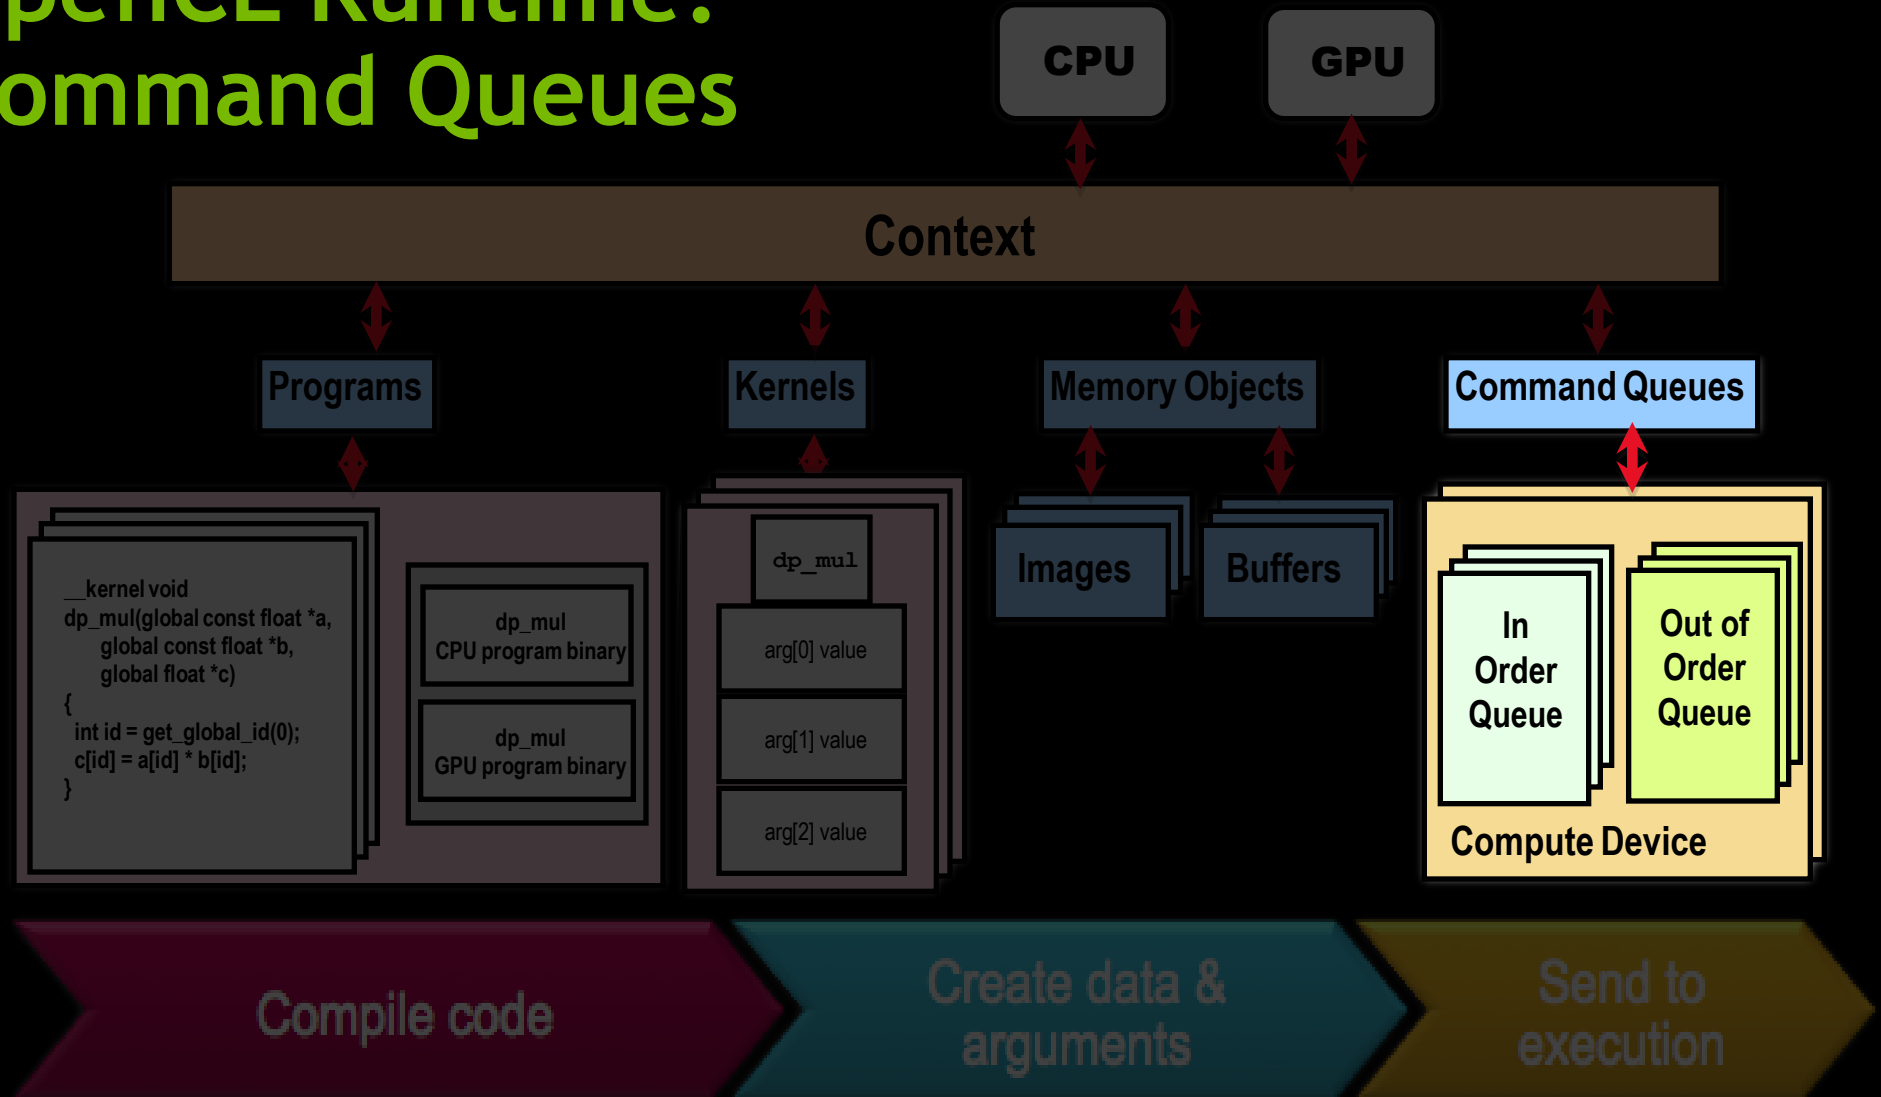 penCL Runtime:
ommand Queues
CPU
GPU
Context
Programs
Kernels
Memory Objects
Command Queues
__kernel void
dp_mul(global const float *a,
global const float *b,
global float *c)
{
int id = get_global_id(0);
c[id] = a[id] * b[id];
}
dp_mul
CPU program binary
dp_mul
GPU program binary
dp_mul
arg[0] value
arg[1] value
arg[2] value
Images
Buffers
In
Order
Queue
Out of
Order
Queue
Compute Device
Compile code
Create data &
arguments
Send to
execution